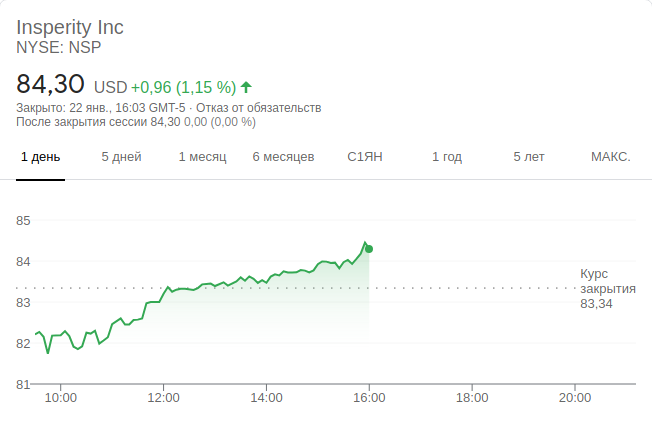 Insperity Inc
NYSE: NSP
84,30 USD +0,96 (1,15 %)
Закрыто: 22 янв., 16:03 GMT-5 · Отказ от обязательств
После закрытия сессии 84,30 0,00 (0,00 %)
1 день 5 дней 1 месяц 6 месяцев С1ЯН 1 год 5 лет МАКС.
85
84
Курс
закрытия
83,34
83
82
81
10:00 12:00 14:00 16:00 18:00 20:00